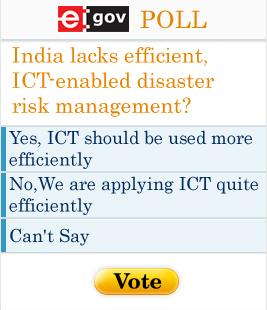 e gov POLL
India lacks efficient,
ICT-enabled disaster
risk management?
Yes, ICT should be used more
efficiently
No,We are applying ICT quite
efficiently
Can't Say
Vote